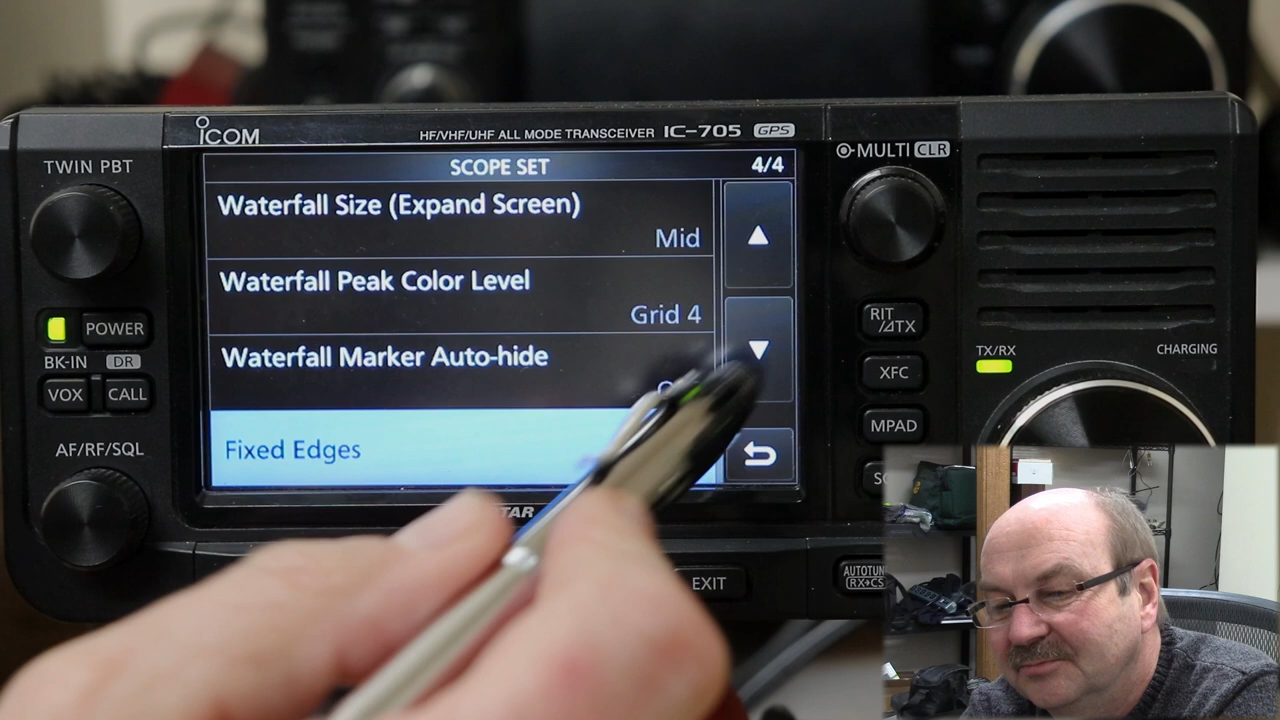 ICOM
HF/VHF/UHF ALL MODE TRANSCEIVER IC-705 GPS
TWIN PBT
SCOPE SET 4/4
MULTI CLR
Waterfall Size (Expand Screen)
Mid
Waterfall Peak Color Level
Grid 4
Waterfall Marker Auto-hide
Fixed Edges
POWER
BK-IN DR
VOX CALL
AF/RF/SQL
RIT
/⊿TX
XFC
MPAD
TX/RX
CHARGING
EXIT